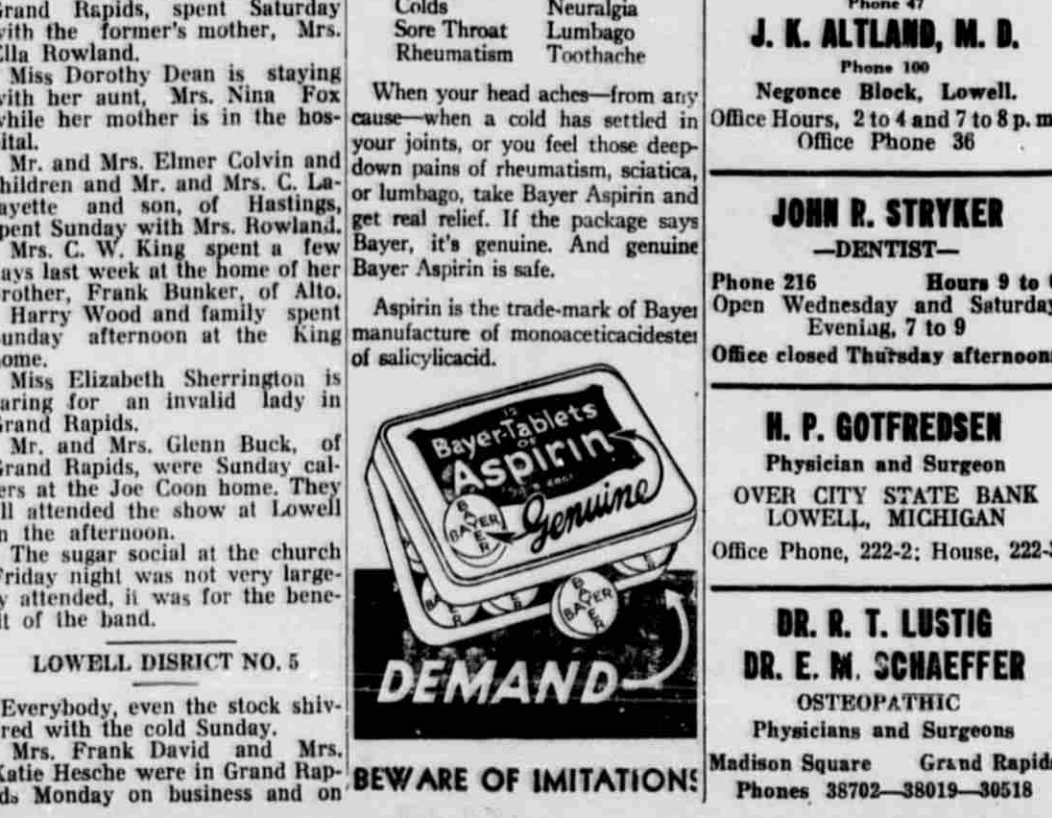 Grand Rapids, spent Saturday
with the former's mother, Mrs.
Ella Rowland.
Miss Dorothy Dean is staying
with her aunt, Mrs. Nina Fox
while her mother is in the hos-
ital.
Mr. and Mrs. Elmer Colvin and
children and Mr. and Mrs. C. La-
ayette and son, of Hastings,
pent Sunday with Mrs. Rowland.
Mrs. C. W. King spent a few
ays last week at the home of her
rother, Frank Bunker, of Alto.
Harry Wood and family spent
unday afternoon at the King
ome.
Miss Elizabeth Sherrington is
aring for an invalid lady in
Grand Rapids.
Mr. and Mrs. Glenn Buck, of
Grand Rapids, were Sunday cal-
ers at the Joe Coon home. They
ll attended the show at Lowell
n the afternoon.
The sugar social at the church
Friday night was not very large-
y attended, it was for the bene-
it of the band.
LOWELL DISRICT NO. 5
Everybody, even the stock shiv-
red with the cold Sunday.
Mrs. Frank David and Mrs.
Katie Hesche were in Grand Rap-
ids Monday on business and on
Colds Neuralgia
Sore Throat Lumbago
Rheumatism Toothache
When your head aches—from any
cause—when a cold has settled in
your joints, or you feel those deep-
down pains of rheumatism, sciatica,
or lumbago, take Bayer Aspirin and
get real relief. If the package says
Bayer, it's genuine. And genuine
Bayer Aspirin is safe.
Aspirin is the trade-mark of Bayer
manufacture of monoaceticacidester
of salicylicacid.
Bayer-Tablets
OF
Aspirin
Genuine
BAYER
BAYER
BAYER
DEMAND
BEWARE OF IMITATIONS
Phone 47
J. K. ALTLAND, M. D.
Phone 100
Negonce Block, Lowell.
Office Hours, 2 to 4 and 7 to 8 p. m
Office Phone 36
JOHN R. STRYKER
—DENTIST—
Phone 216 Hours 9 to
Open Wednesday and Saturday
Evening, 7 to 9
Office closed Thursday afternoons
H. P. GOTFREDSEN
Physician and Surgeon
OVER CITY STATE BANK
LOWELL, MICHIGAN
Office Phone, 222-2; House, 222-
DR. R. T. LUSTIG
DR. E. M. SCHAEFFER
OSTEOPATHIC
Physicians and Surgeons
Madison Square Grand Rapids
Phones 38702—38019—30518